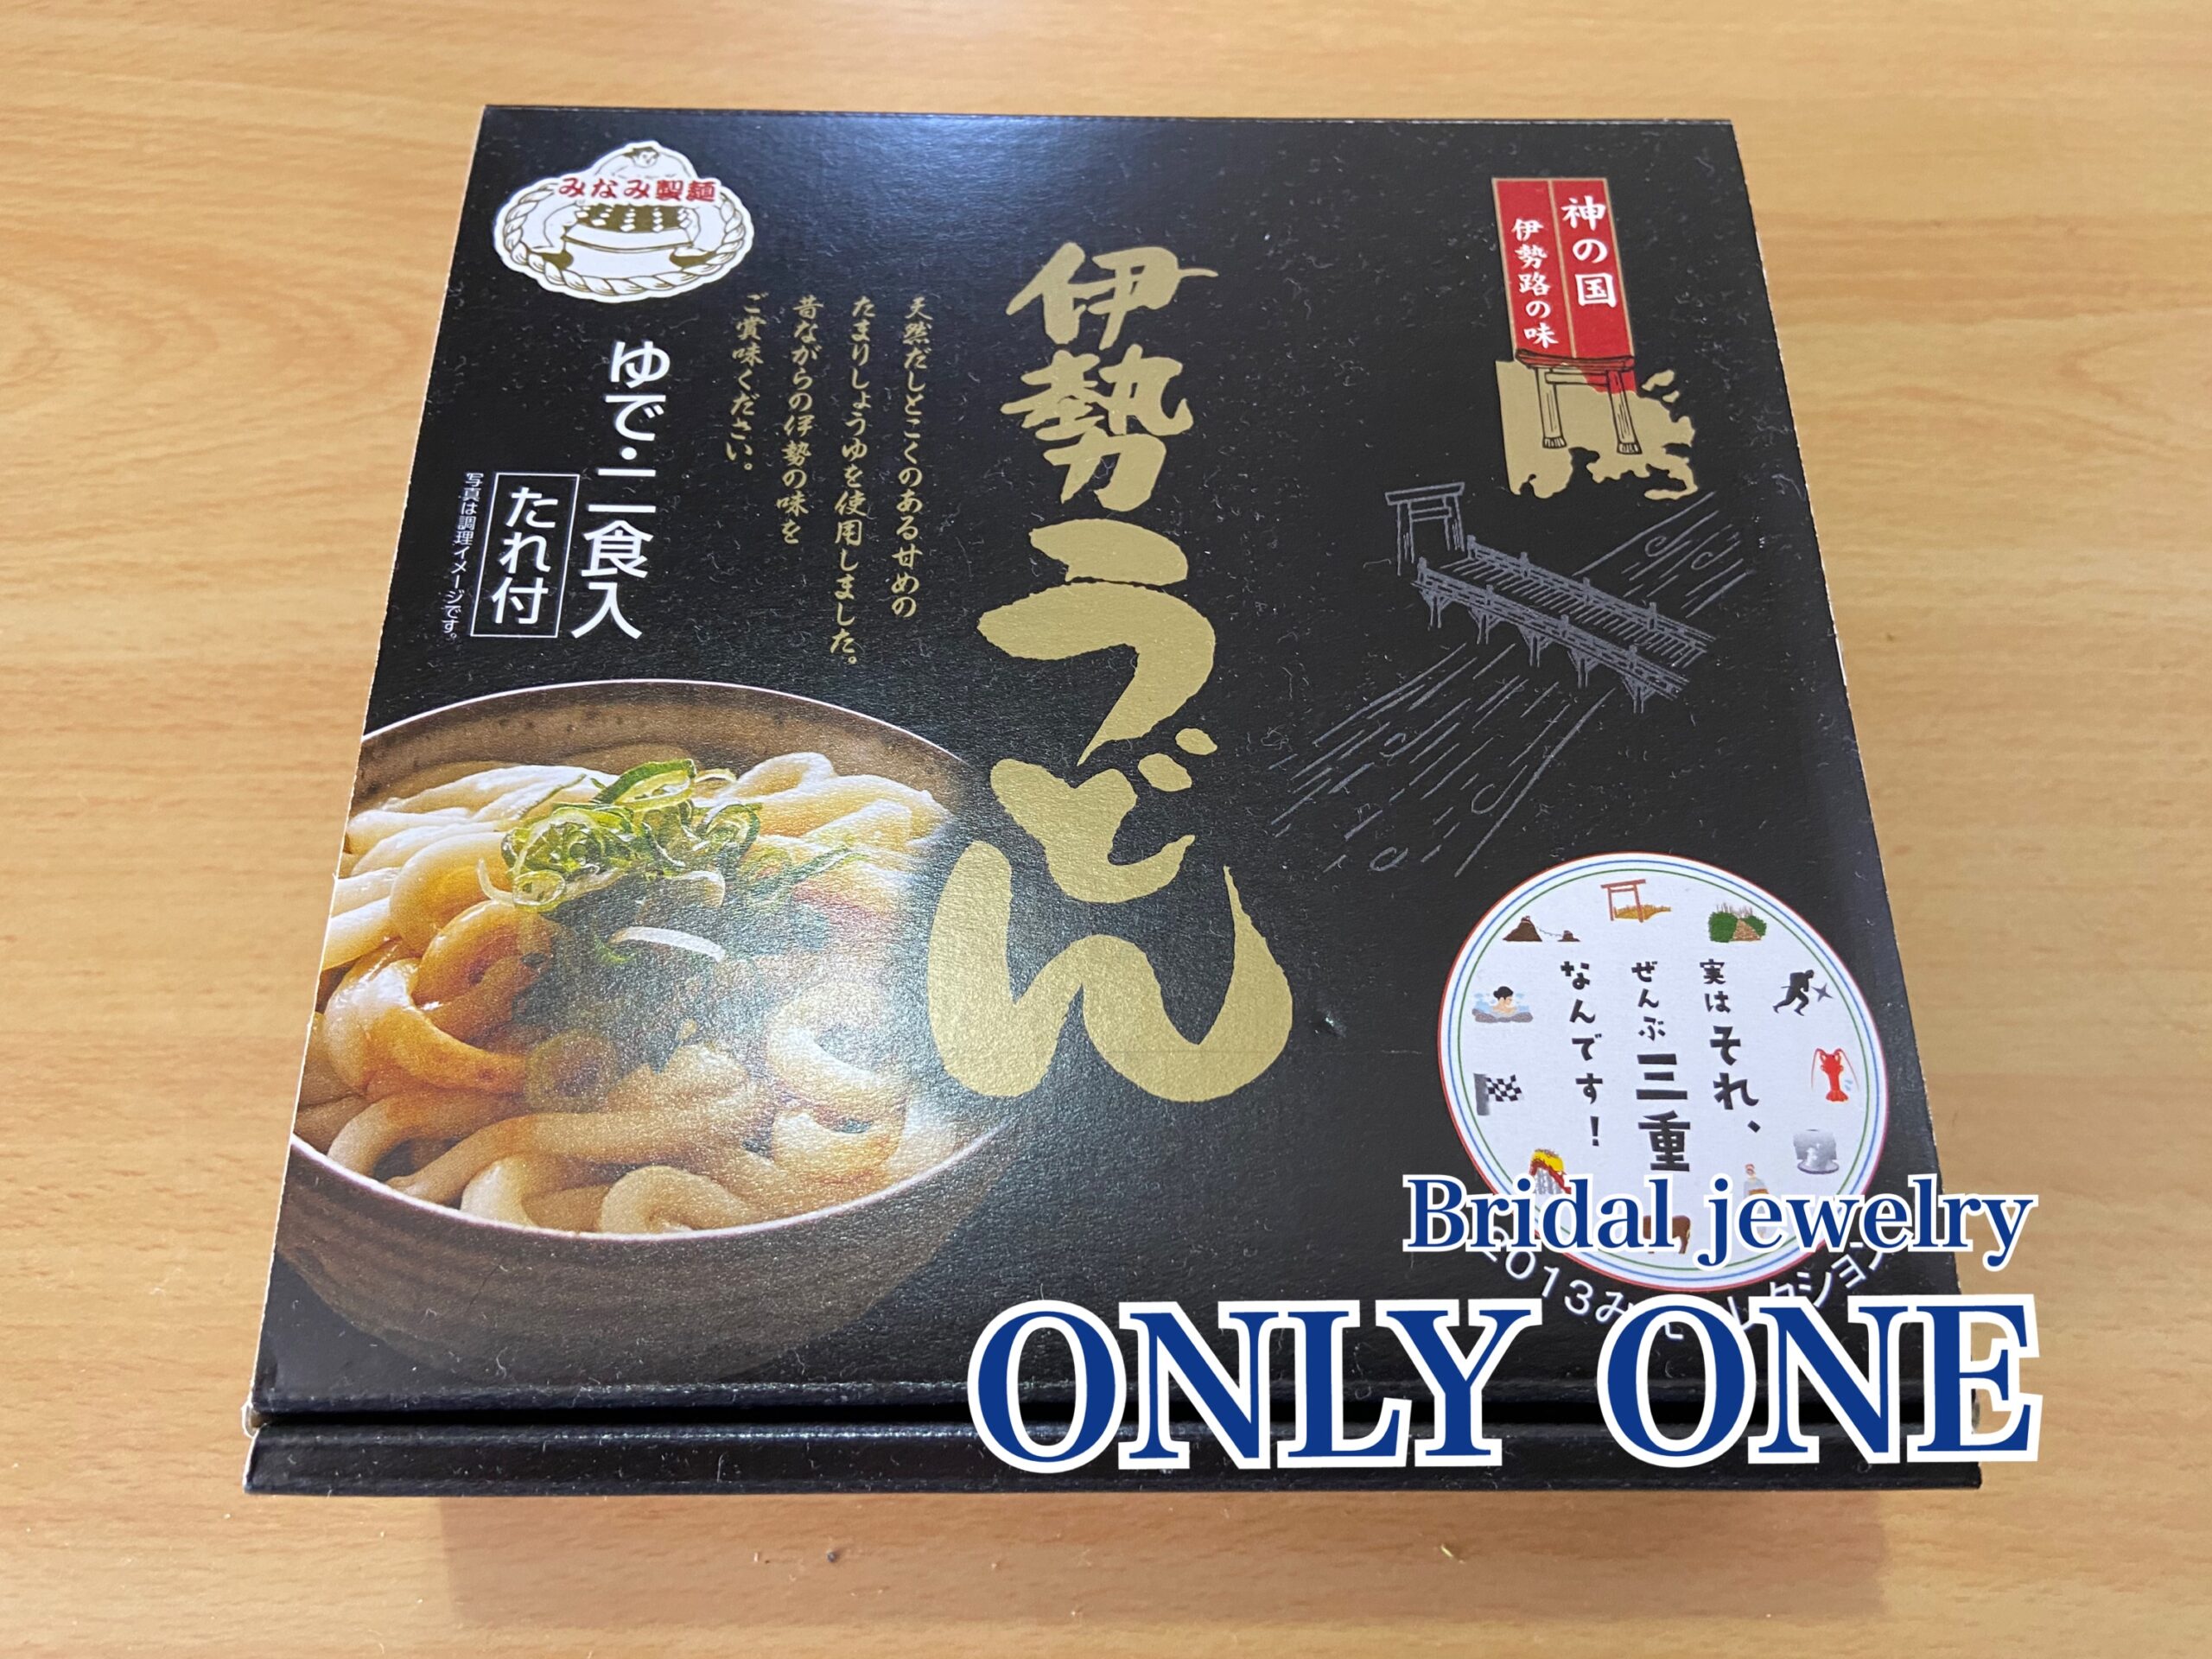 みなみ製麺
神の国
伊勢路の味
伊勢うどん
天然だしとこくのある甘めの
たまりしょうゆを使用しました。
昔ながらの伊勢の味を
ご賞味ください。
ゆで・二食入
たれ付
写真は調理イメージです。
実はそれ、
ぜんぶ三重
なんです!
Bridal jewelry
ONLY ONE